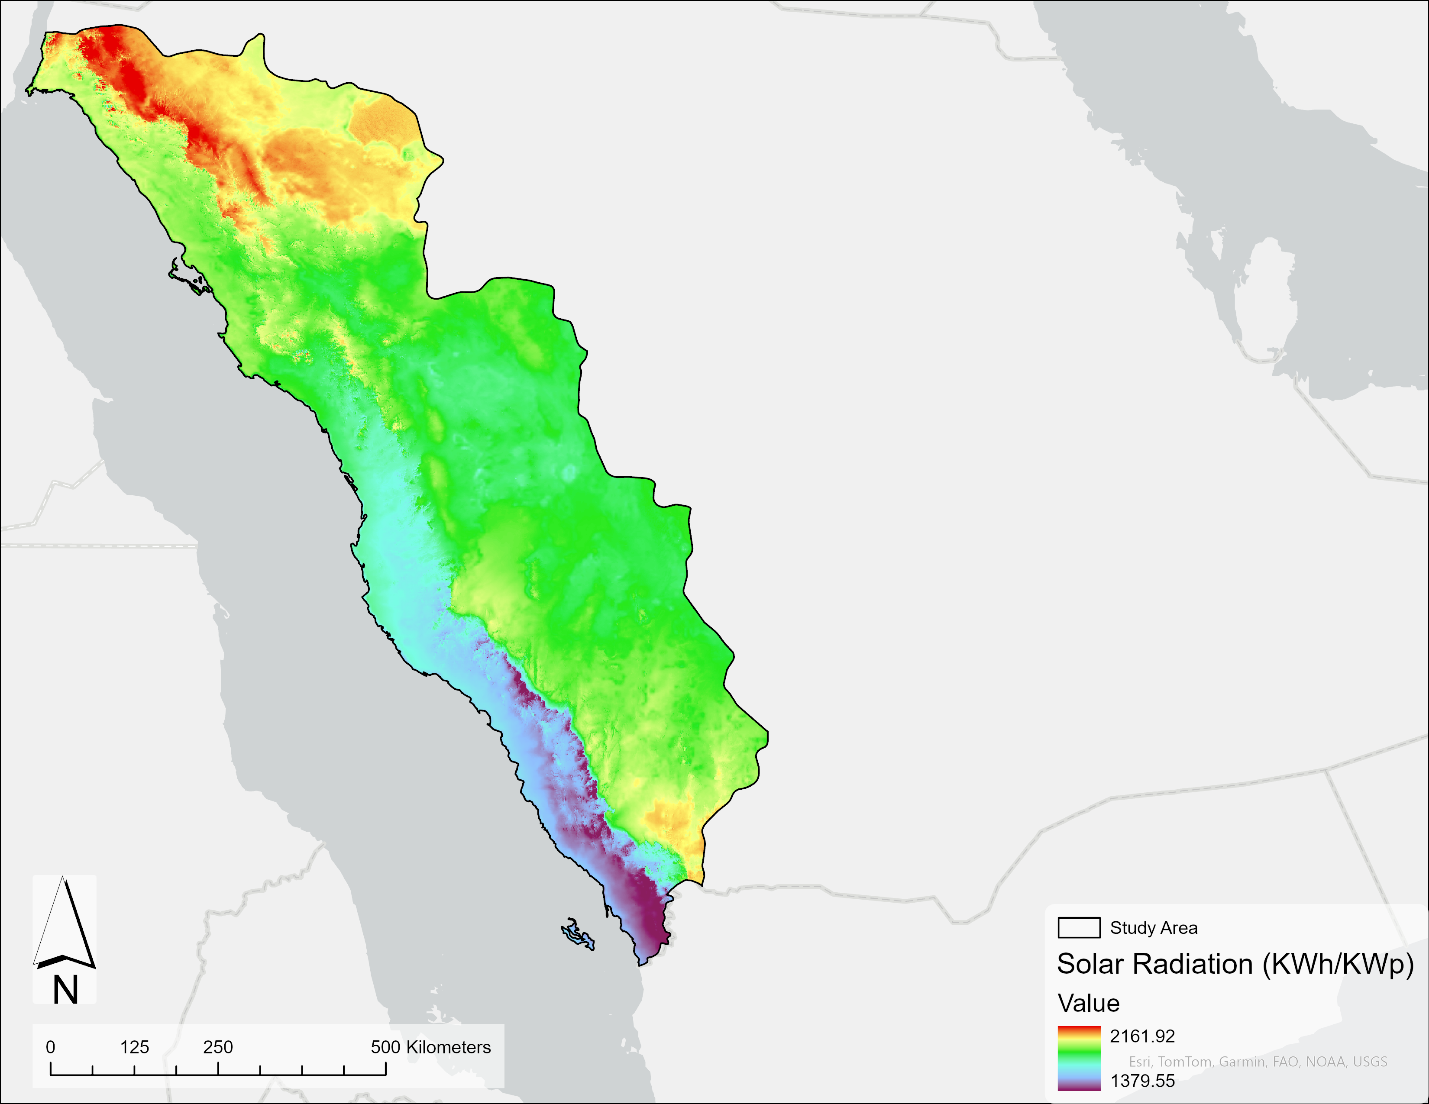 N
0 125 250 500 Kilometers
Study Area
Solar Radiation (KWh/KWp)
Value
2161.92
Esri, TomTom, Garmin, FAO, NOAA, USGS
1379.55